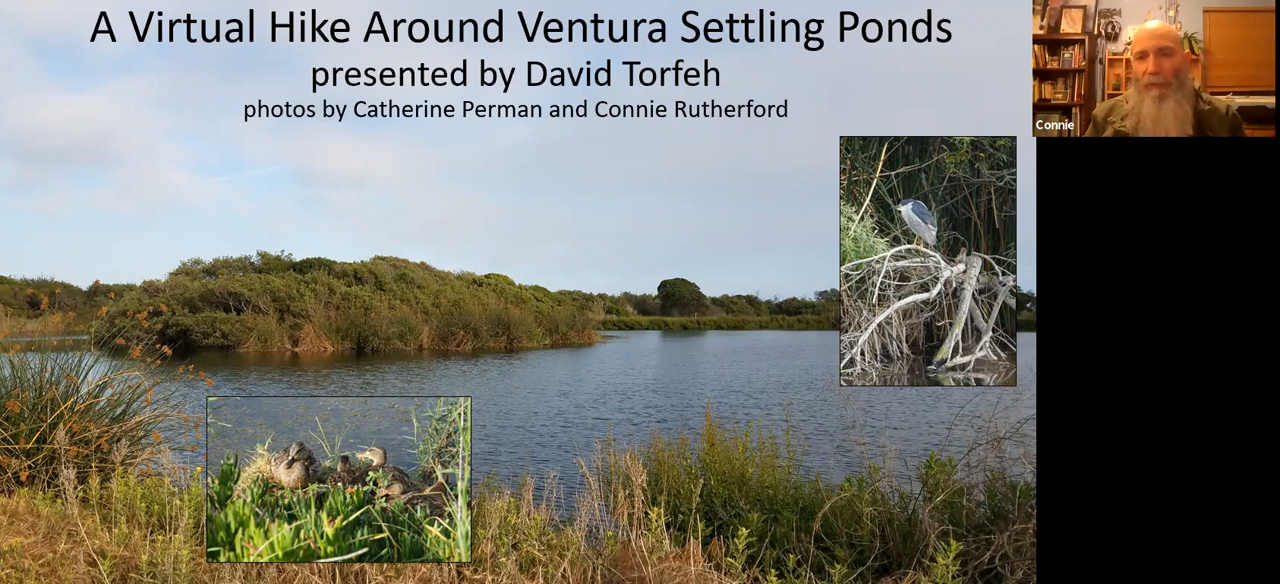 A Virtual Hike Around Ventura Settling Ponds
presented by David Torfeh
photos by Catherine Perman and Connie Rutherford
Connie